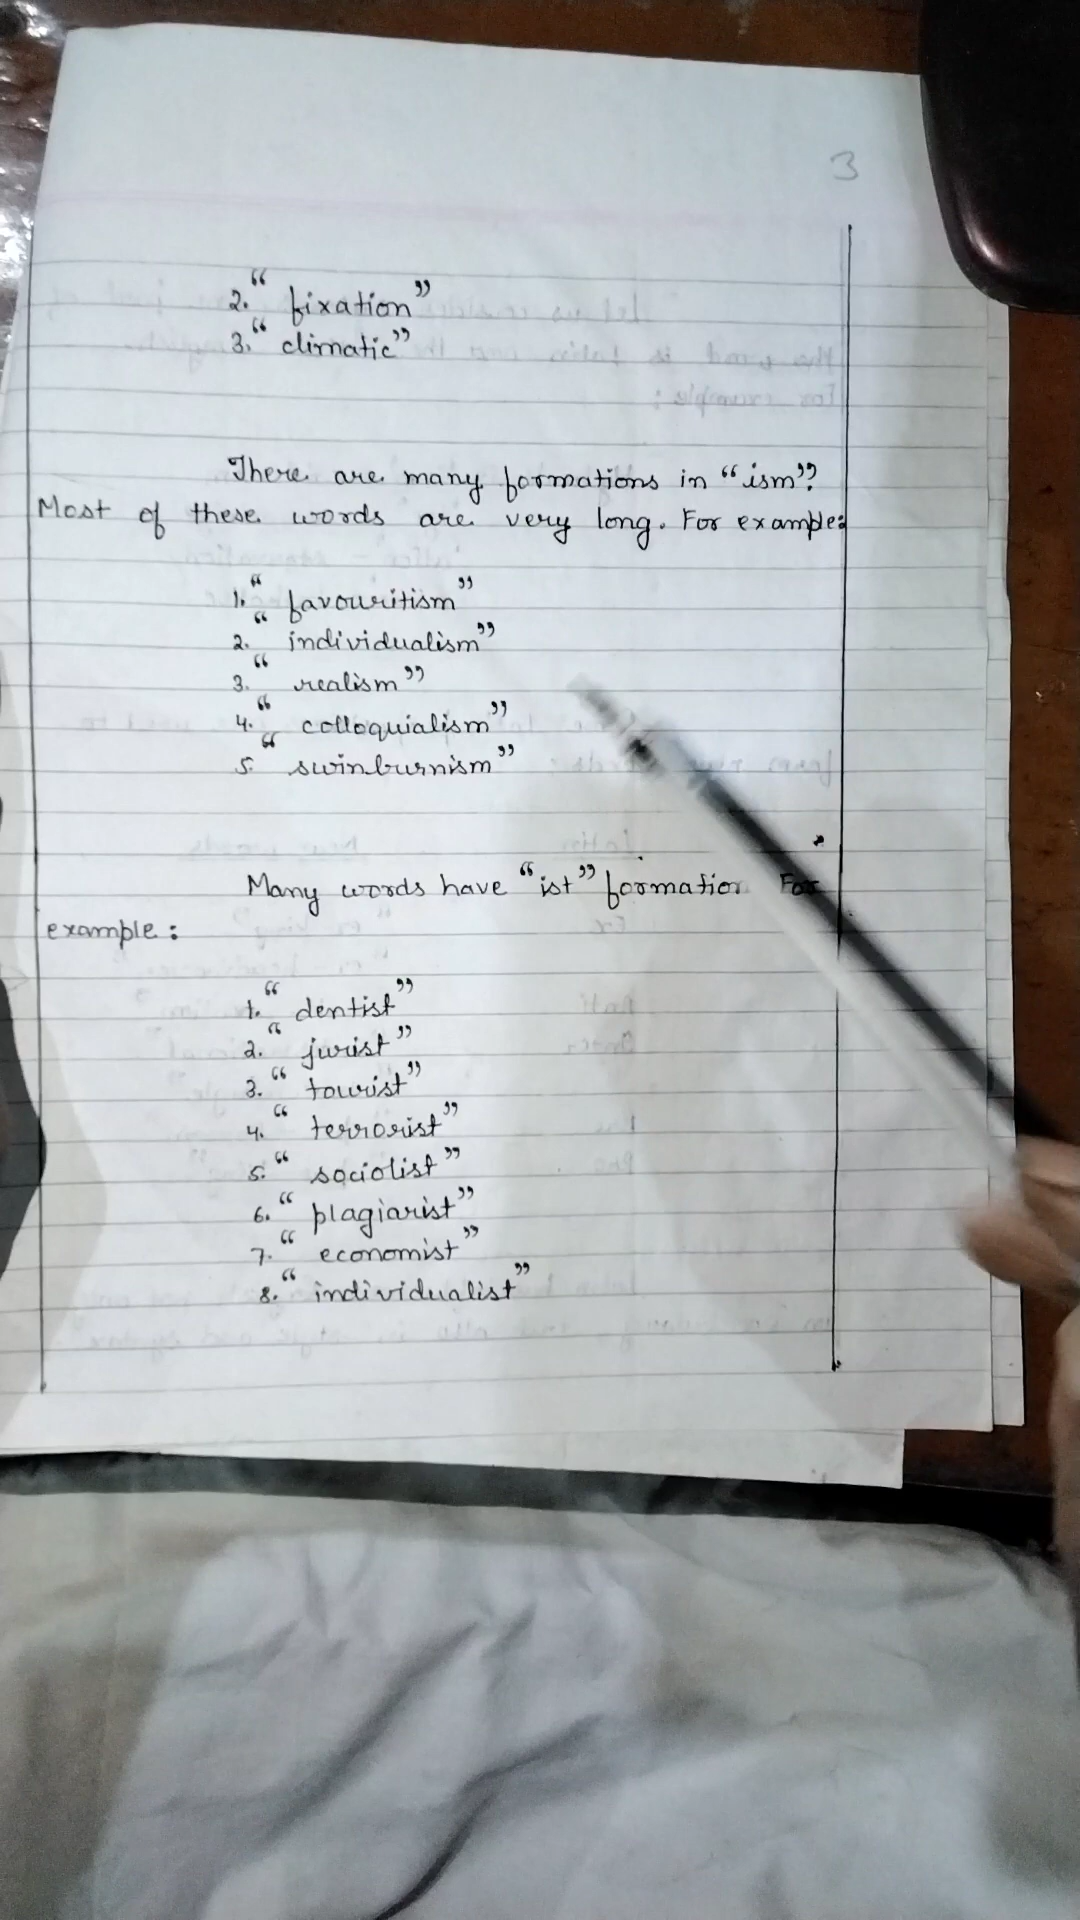 3
2. “fixation”
3. “climatic”
There are many formations in “ism”?
Most of these words are very long. For example:
1. “favouritism”
2. “individualism”
3. “realism”
4. “colloquialism”
5. “swinburnism”
Many words have “ist” formation For
example:
1. “dentist”
2. “jurist”
3. “tourist”
4. “terrorist”
5. “sociolist”
6. “plagiarist”
7. “economist”
8. “individualist”